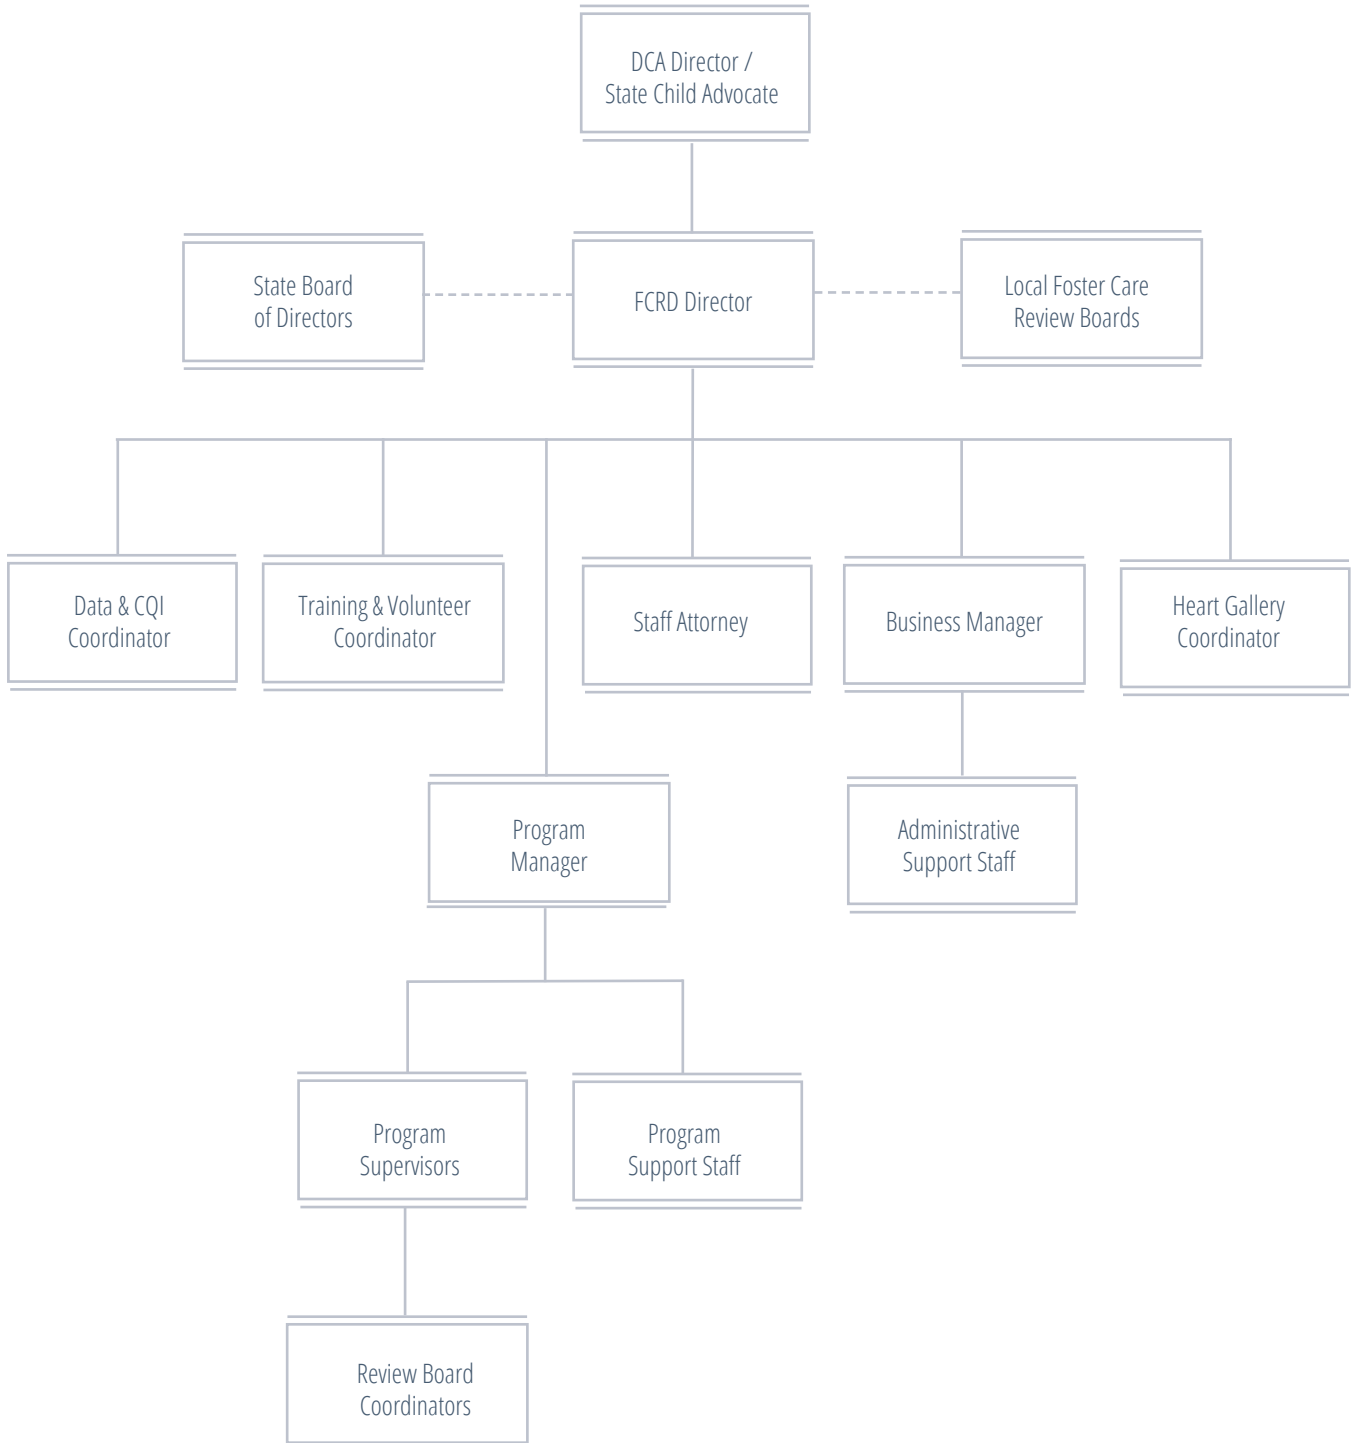 DCA Director /
State Child Advocate
State Board
of Directors
FCRD Director
Local Foster Care
Review Boards
Data & CQI
Coordinator
Training & Volunteer
Coordinator
Staff Attorney
Business Manager
Heart Gallery
Coordinator
Program
Manager
Administrative
Support Staff
Program
Supervisors
Program
Support Staff
Review Board
Coordinators